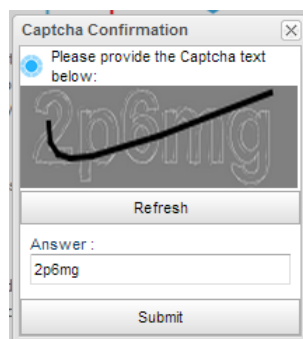 Captcha Confirmation
Please provide the Captcha text
below:
2p6mg
Refresh
Answer :
2p6mg
Submit